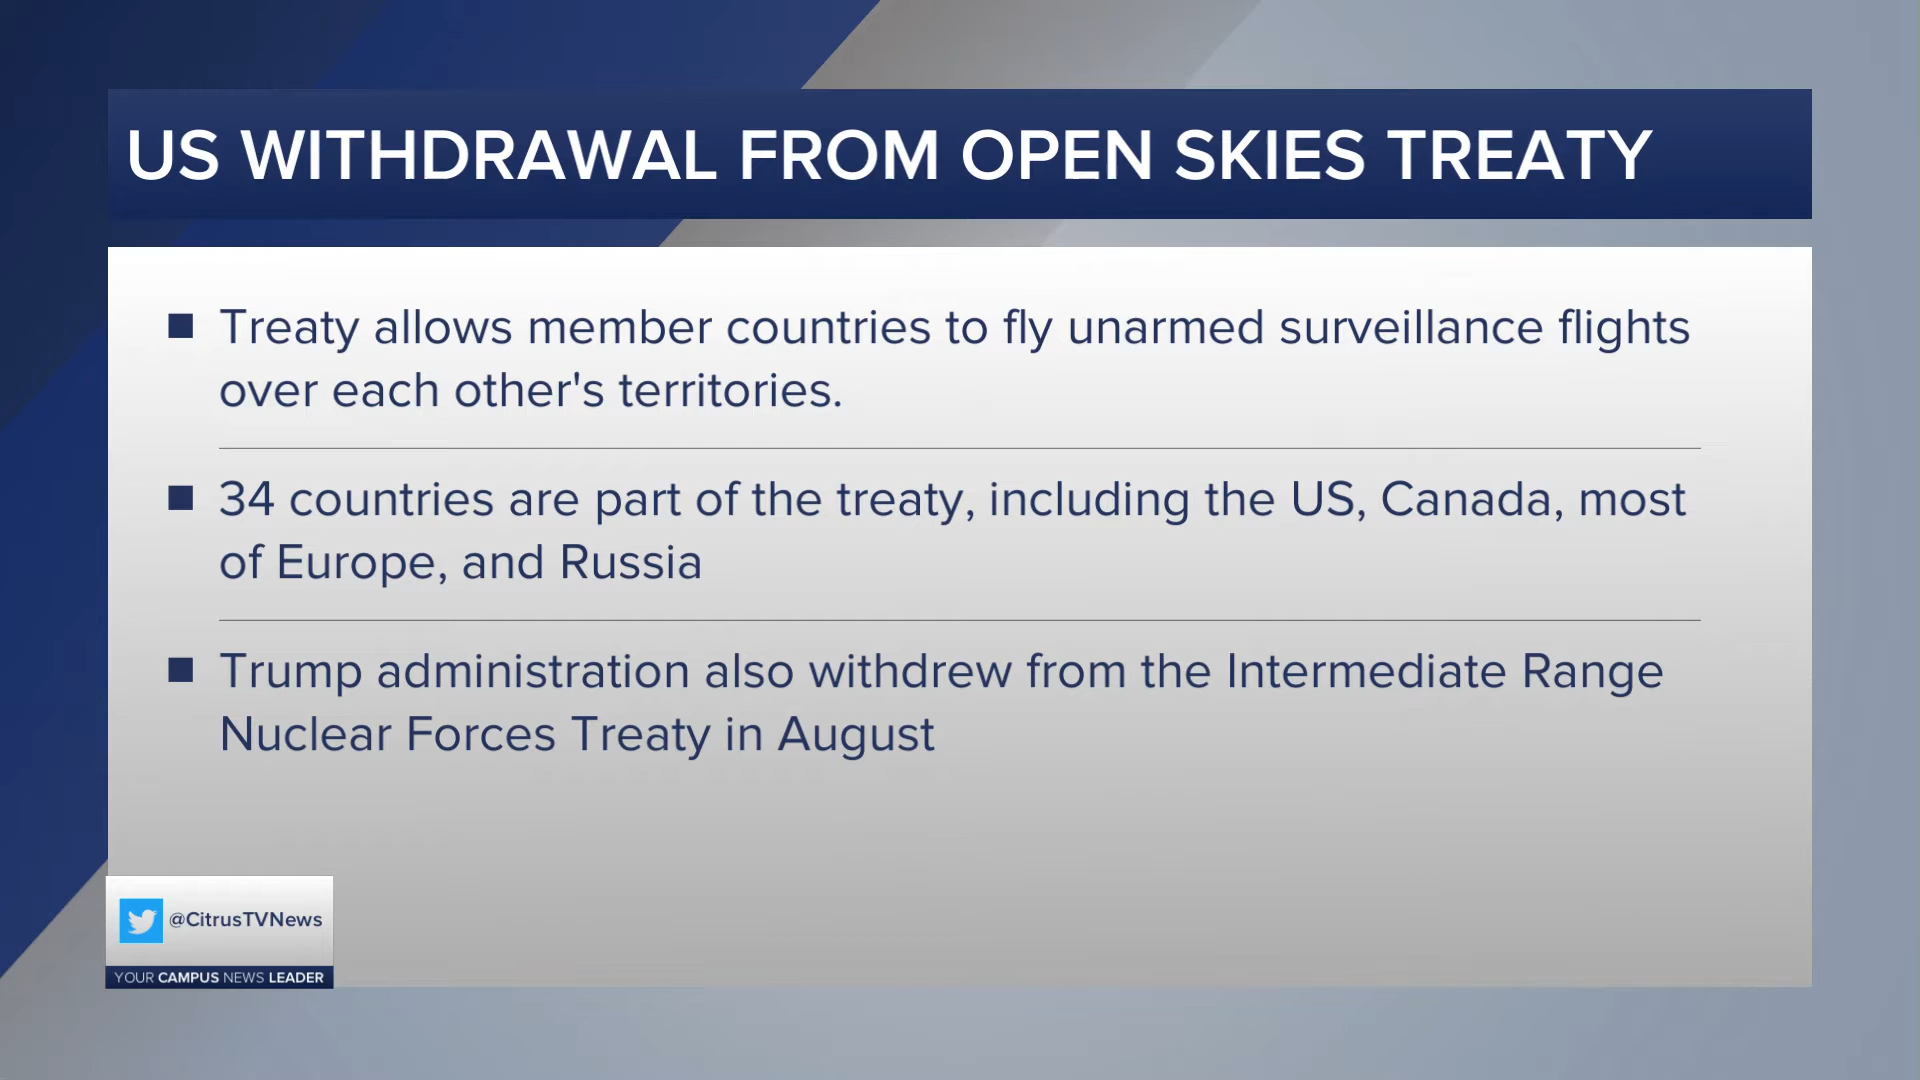 US WITHDRAWAL FROM OPEN SKIES TREATY
Treaty allows member countries to fly unarmed surveillance flights
over each other's territories.
34 countries are part of the treaty, including the US, Canada, most
of Europe, and Russia
Trump administration also withdrew from the Intermediate Range
Nuclear Forces Treaty in August
@CitrusTVNews
YOUR CAMPUS NEWS LEADER